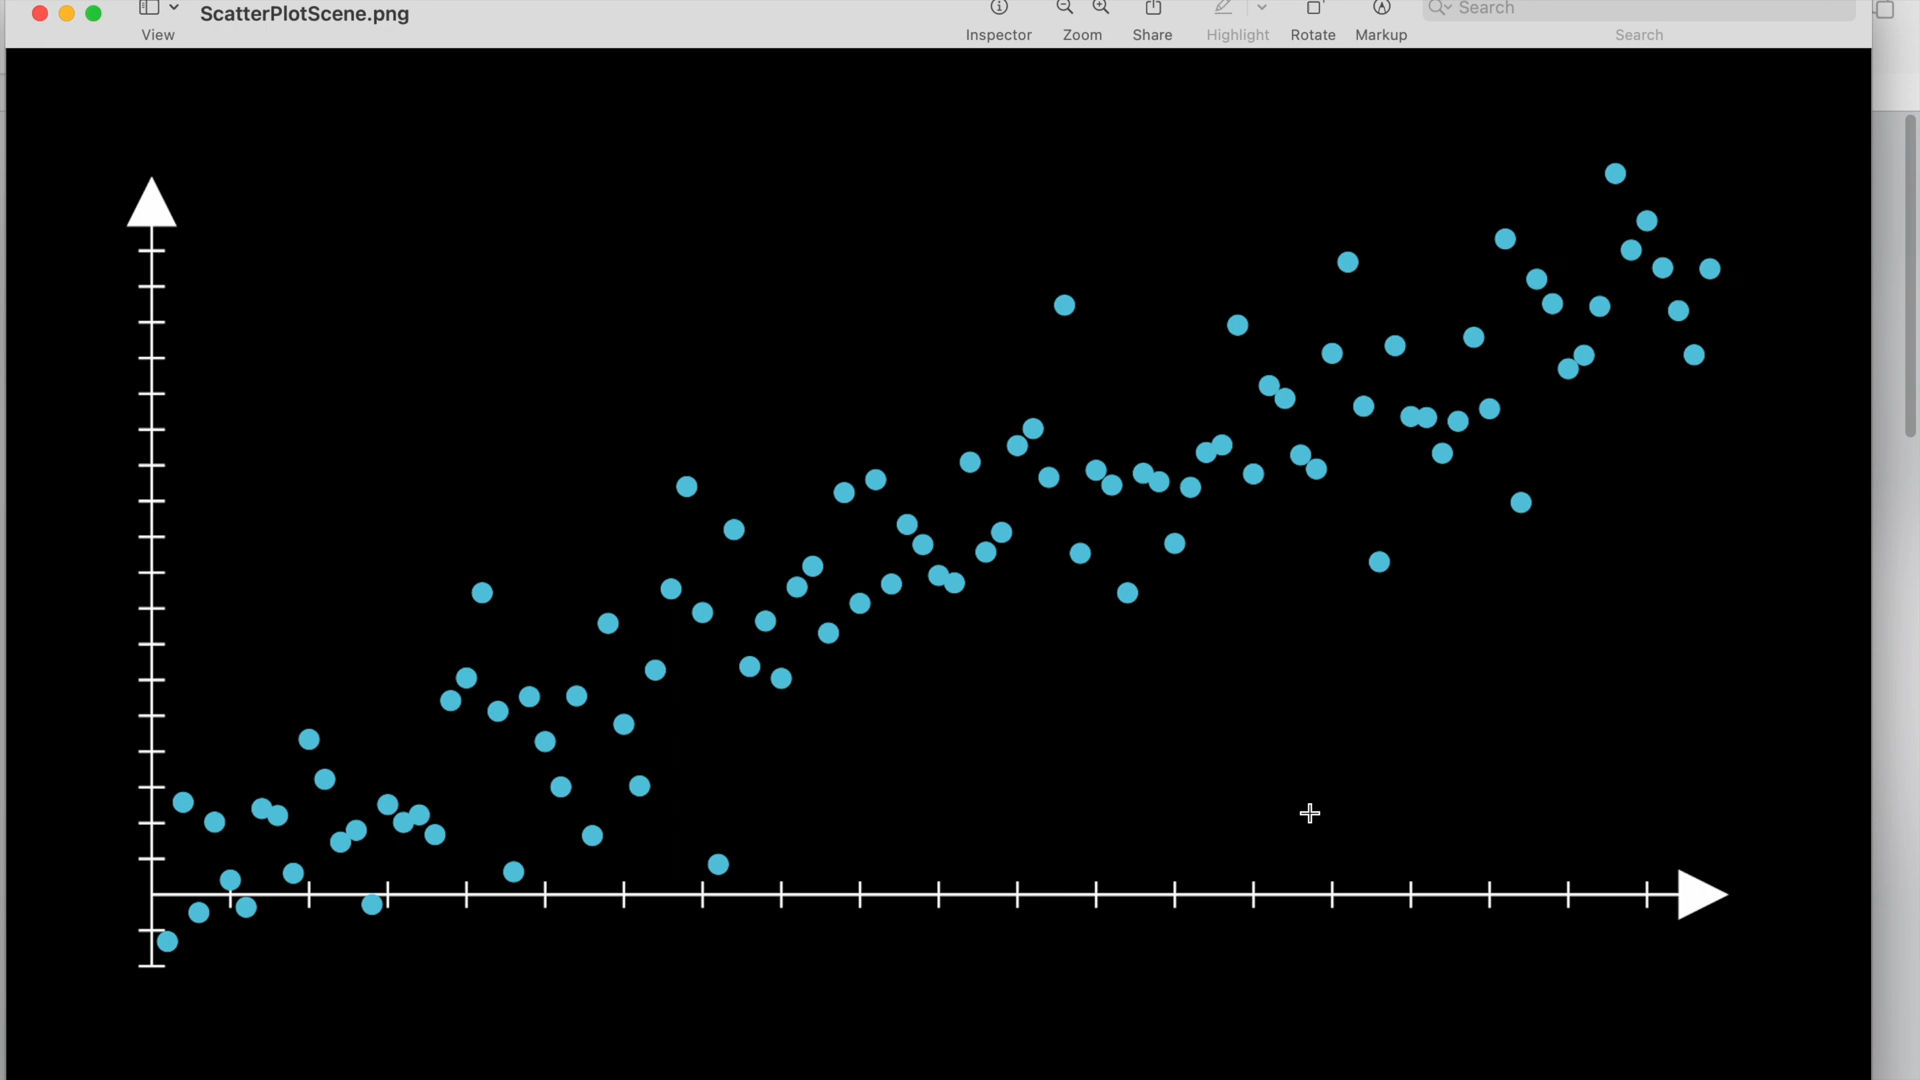 ScatterPlotScene.png
Search
View
Inspector
Zoom
Share
Highlight
Rotate
Markup
Search